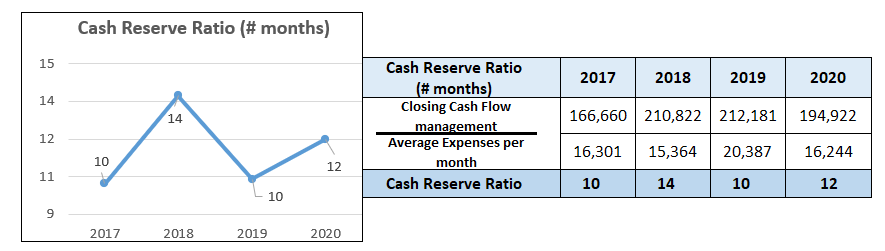 Cash Reserve Ratio (# months)
15
14
12
11
9
10
14
10
12
2017 2018 2019 2020
Cash Reserve Ratio
(# months)
2017 2018 2019 2020
Closing Cash Flow
management
166,660 210,822 212,181 194,922
Average Expenses per
month
16,301 15,364 20,387 16,244
Cash Reserve Ratio 10 14 10 12